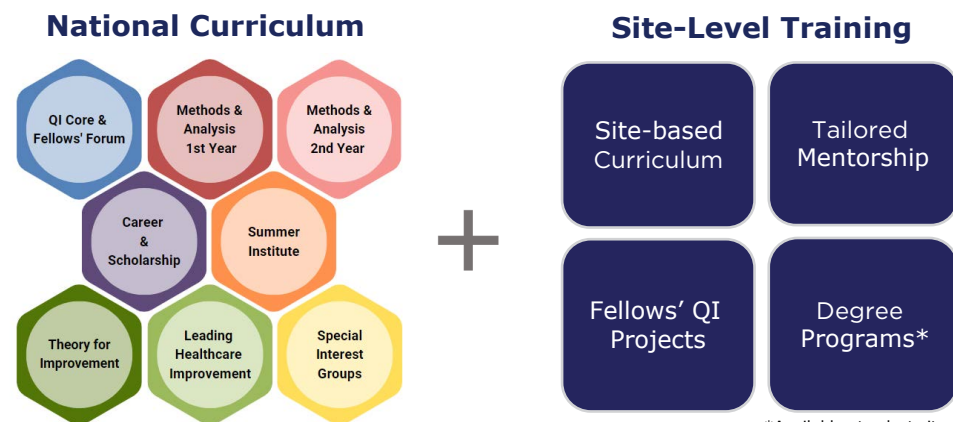 National Curriculum
Site-Level Training
QI Core &
Fellows' Forum
Methods &
Analysis
1st Year
Methods &
Analysis
2nd Year
Career
&
Scholarship
Summer
Institute
Theory for
Improvement
Leading
Healthcare
Improvement
Special
Interest
Groups
+
Site-based
Curriculum
Tailored
Mentorship
Fellows’ QI
Projects
Degree
Programs*